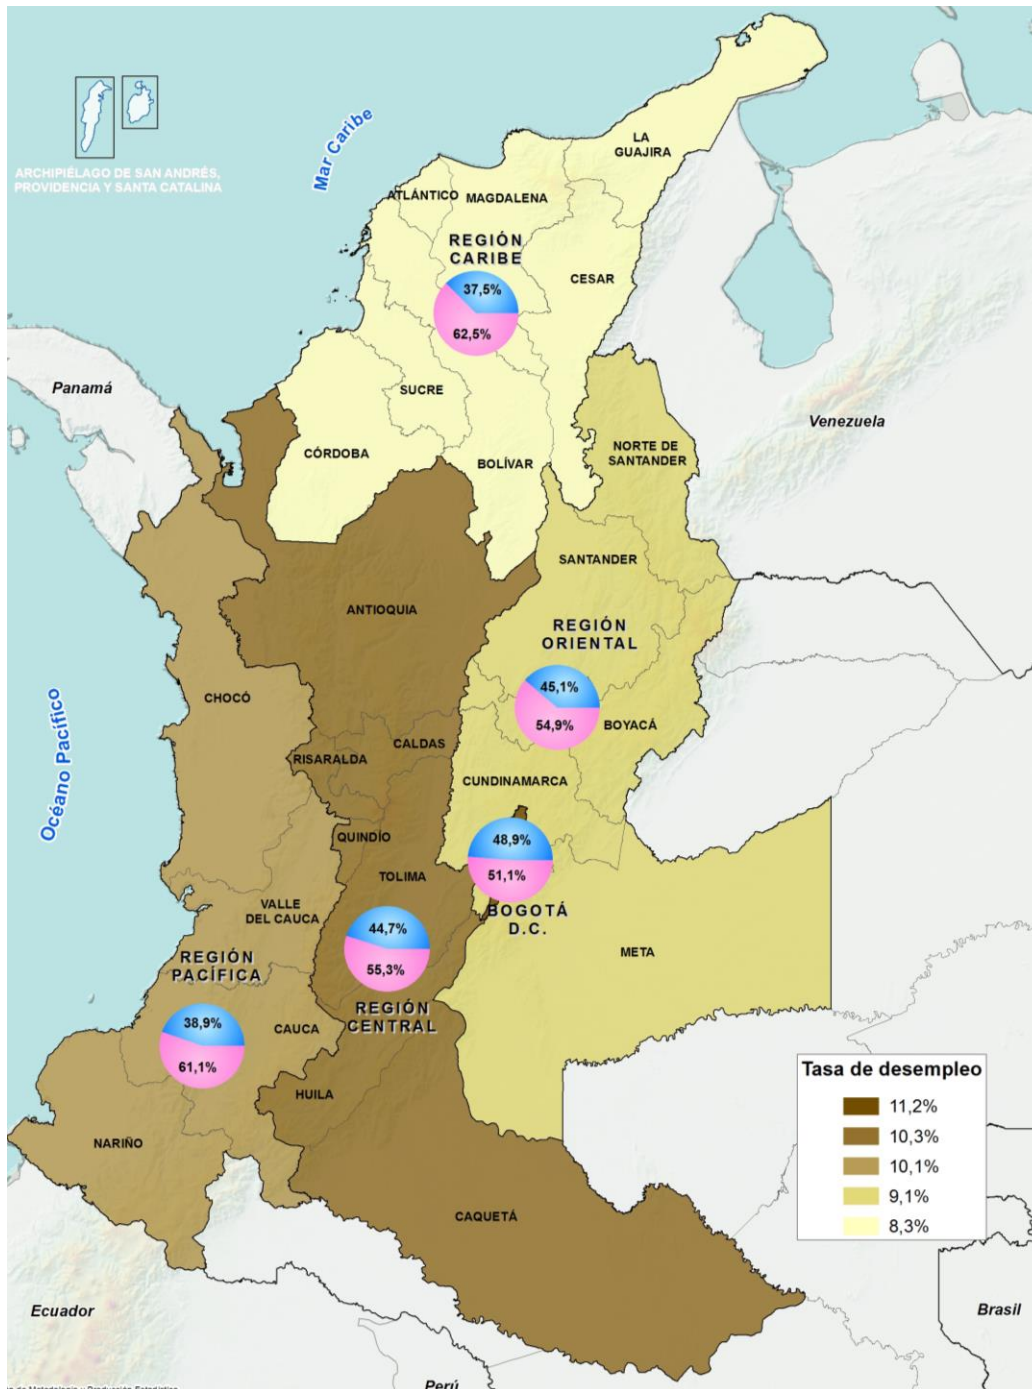 ARCHIPIÉLAGO DE SAN ANDRÉS,
PROVIDENCIA Y SANTA CATALINA
Mar Caribe
LA
GUAJIRA
ATLÁNTICO
MAGDALENA
REGIÓN
CARIBE
CESAR
37,5%
62,5%
Panamá
SUCRE
Venezuela
CÓRDOBA
BOLÍVAR
NORTE DE
SANTANDER
SANTANDER
ANTIOQUIA
REGIÓN
ORIENTAL
45,1%
54,9%
CHOCÓ
BOYACÁ
Océano Pacífico
CALDAS
RISARALDA
CUNDINAMARCA
QUINDÍO
48,9%
51,1%
TOLIMA
VALLE
DEL CAUCA
BOGOTÁ
D.C.
44,7%
55,3%
META
REGIÓN
PACÍFICA
REGIÓN
CENTRAL
38,9%
61,1%
CAUCA
HUILA
NARIÑO
Tasa de desempleo
11,2%
10,3%
10,1%
9,1%
8,3%
CAQUETÁ
Ecuador
Brasil
Perú
de Metodología y Producción Estadística